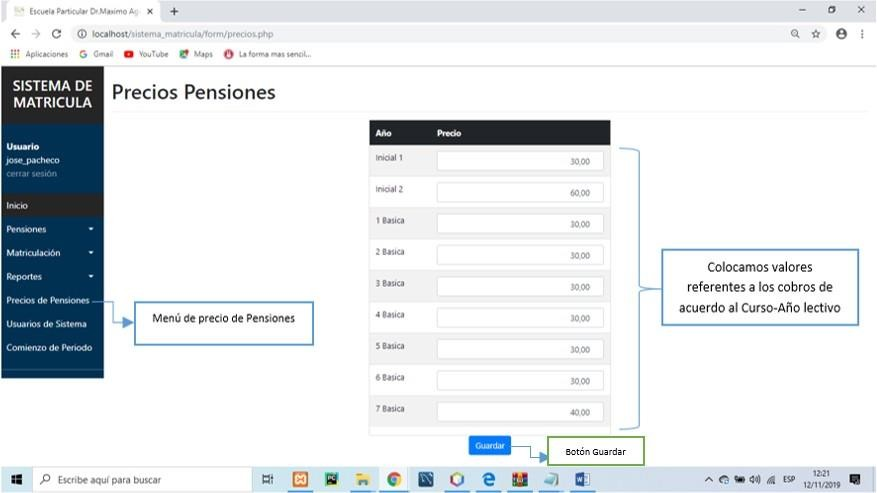 Escuela Particular Dr.Maximo Ag
localhost/sistema_matricula/form/precios.php
Aplicaciones Gmail YouTube Maps La forma mas sencil...
SISTEMA DE
MATRICULA
Precios Pensiones
Usuario
jose_pacheco
cerrar sesión
Inicio
Pensiones
Matriculación
Reportes
Precios de Pensiones
Usuarios de Sistema
Comienzo de Periodo
Menú de precio de Pensiones
Año Precio
Inicial 1 30,00
Inicial 2 60,00
1 Basica 30,00
2 Basica 30,00
3 Basica 30,00
4 Basica 30,00
5 Basica 30,00
6 Basica 30,00
7 Basica 40,00
Colocamos valores
referentes a los cobros de
acuerdo al Curso-Año lectivo
Guardar
Botón Guardar
Escribe aquí para buscar
ESP
12:21
12/11/2019